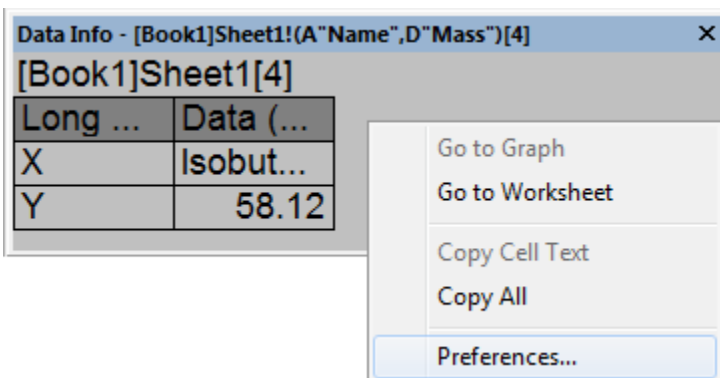 Data Info - [Book1]Sheet1!(A"Name",D"Mass")[4]
[Book1]Sheet1[4]
Long ... Data (...
X Isobut...
Y 58.12
Go to Graph
Go to Worksheet
Copy Cell Text
Copy All
Preferences...